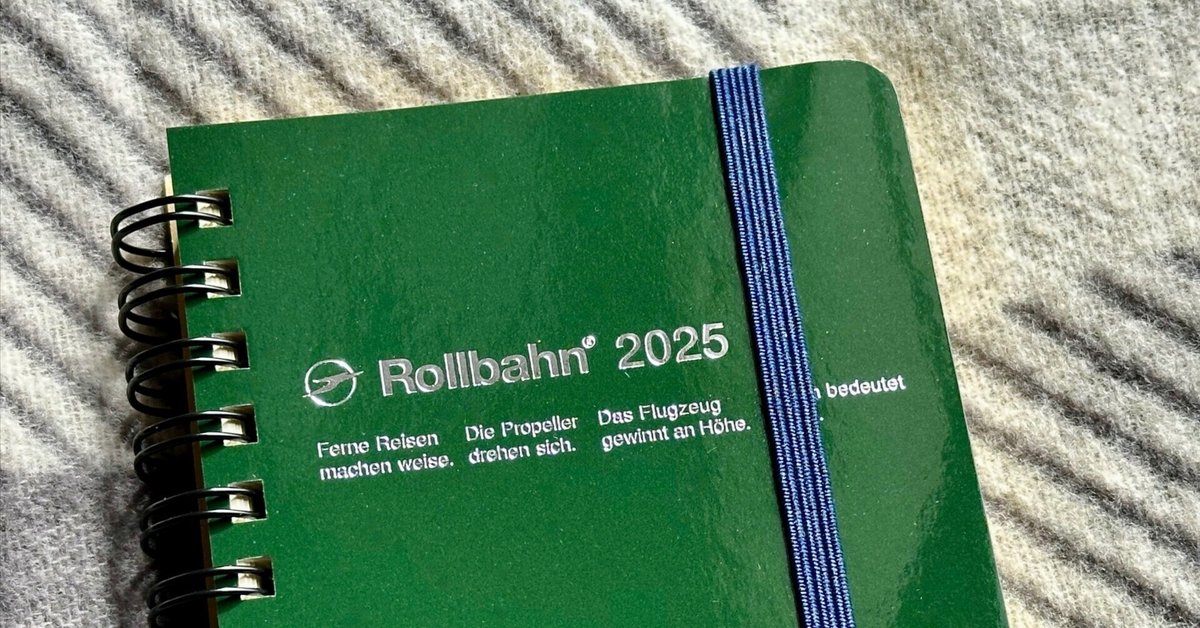 Rollbahn® 2025
Ferne Reisen
machen weise.
Die Propeller
drehen sich.
Das Flugzeug
gewinnt an Höhe.
bedeutet